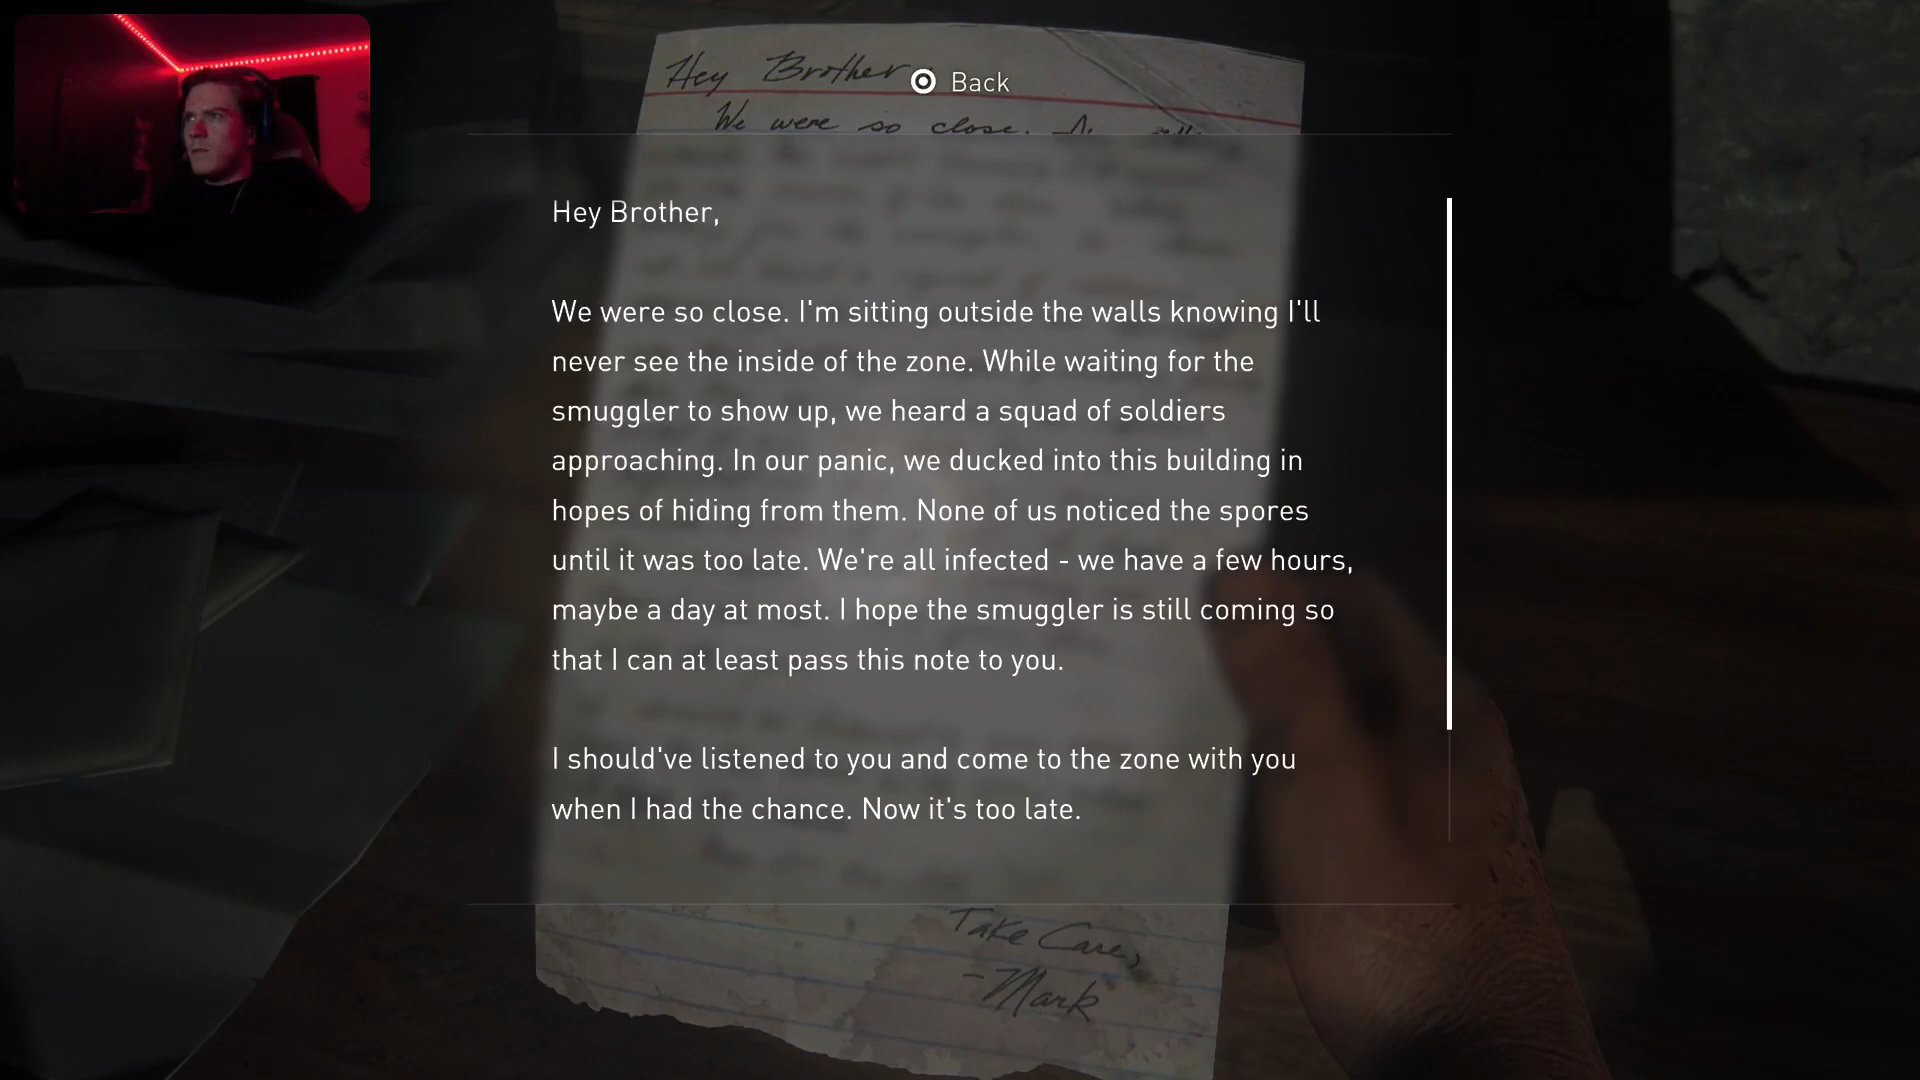 Hey Brother
Back
We were so close.
Hey Brother,
We were so close. I'm sitting outside the walls knowing I'll
never see the inside of the zone. While waiting for the
smuggler to show up, we heard a squad of soldiers
approaching. In our panic, we ducked into this building in
hopes of hiding from them. None of us noticed the spores
until it was too late. We're all infected - we have a few hours,
maybe a day at most. I hope the smuggler is still coming so
that I can at least pass this note to you.
I should've listened to you and come to the zone with you
when I had the chance. Now it's too late.
Take Care,
-Mark